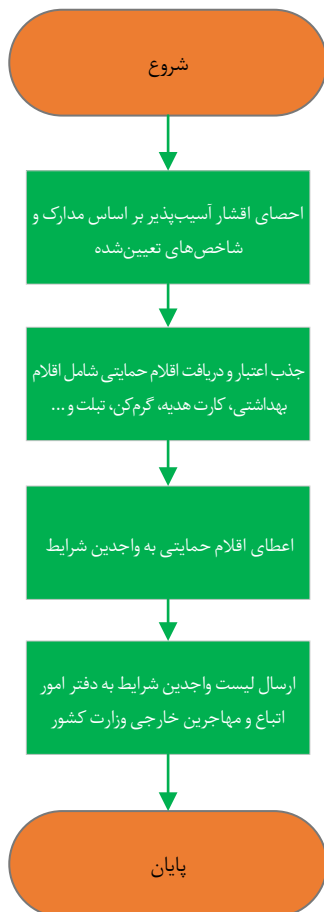 شروع
احصای اقشار آسیب‌پذیر بر اساس مدارک و
شاخص‌های تعیین‌شده
جذب اعتبار و دریافت اقلام حمایتی شامل اقلام
بهداشتی، کارت هدیه، گرم‌کن، تبلت و ...
اعطای اقلام حمایتی به واجدین شرایط
ارسال لیست واجدین شرایط به دفتر امور
اتباع و مهاجرین خارجی وزارت کشور
پایان